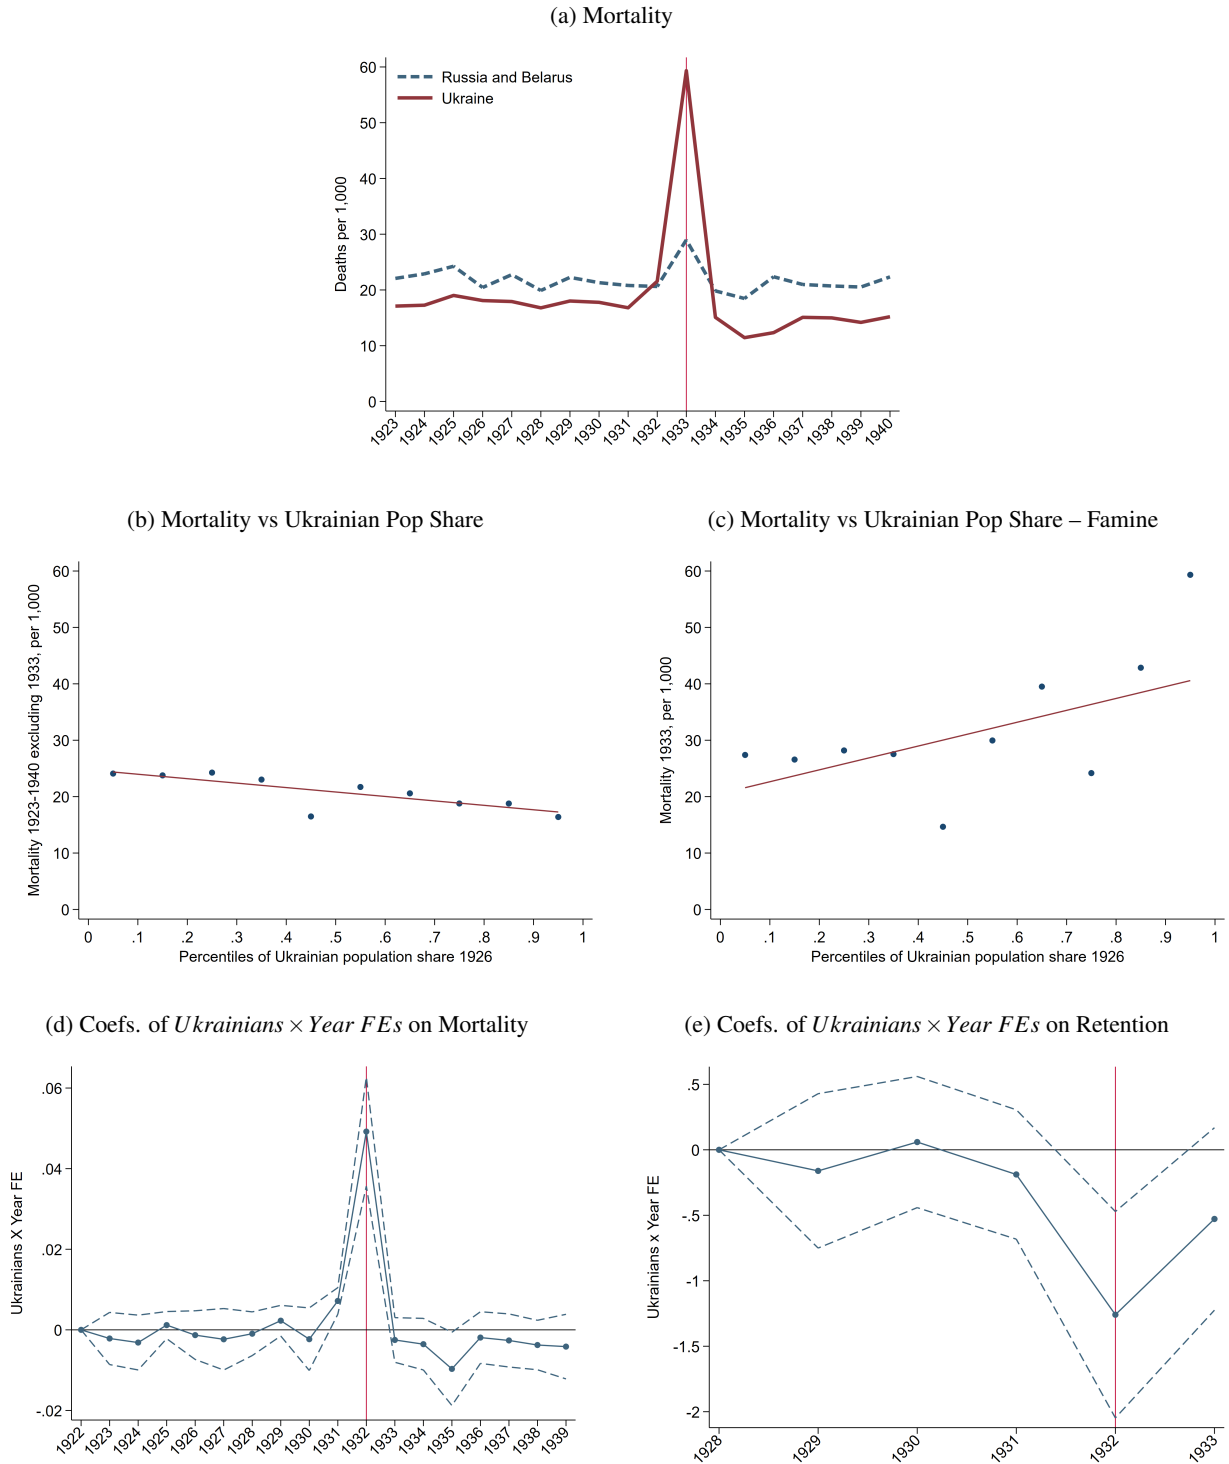 (a) Mortality
Russia and Belarus
Ukraine
Deaths per 1,000
60
50
40
30
20
10
0
1923 1924 1925 1926 1927 1928 1929 1930 1931 1932 1933 1934 1935 1936 1937 1938 1939 1940
(b) Mortality vs Ukrainian Pop Share
Mortality 1923-1940 excluding 1933, per 1,000
60
50
40
30
20
10
0
0 .1 .2 .3 .4 .5 .6 .7 .8 .9 1
Percentiles of Ukrainian population share 1926
(c) Mortality vs Ukrainian Pop Share – Famine
Mortality 1933, per 1,000
60
50
40
30
20
10
0
0 .1 .2 .3 .4 .5 .6 .7 .8 .9 1
Percentiles of Ukrainian population share 1926
(d) Coefs. of Ukrainians × Year FEs on Mortality
Ukrainians X Year FE
.06
.04
.02
0
-.02
1922 1923 1924 1925 1926 1927 1928 1929 1930 1931 1932 1933 1934 1935 1936 1937 1938 1939
(e) Coefs. of Ukrainians × Year FEs on Retention
Ukrainians x Year FE
.5
0
-.5
-1
-1.5
-2
1928 1929 1930 1931 1932 1933